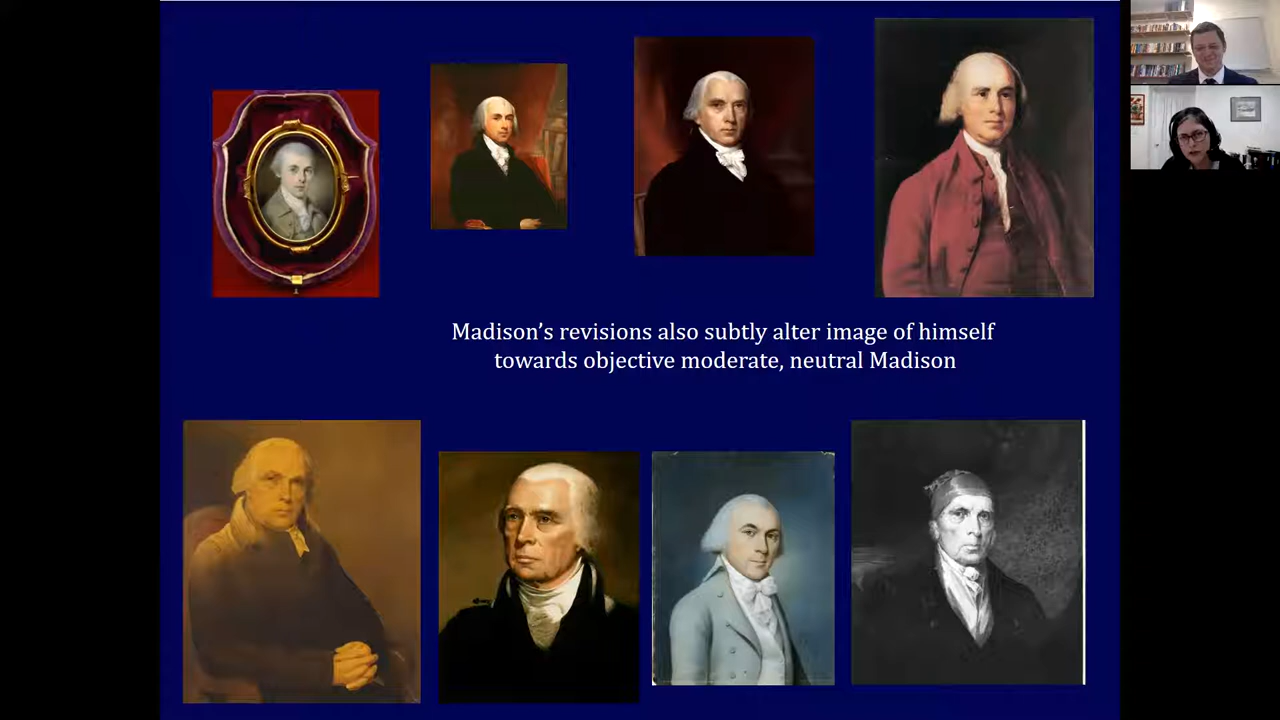 Madison’s revisions also subtly alter image of himself
towards objective moderate, neutral Madison